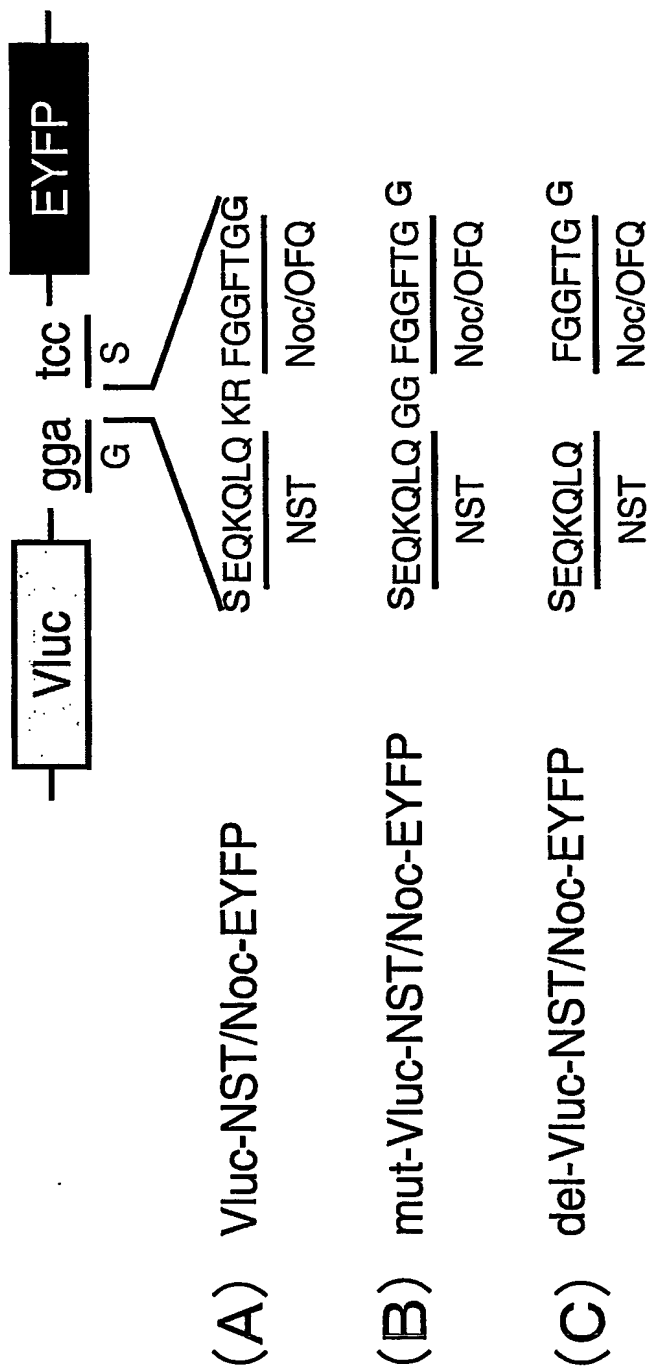 Vluc gga tcc EYFP
G S
(A) Vluc-NST/Noc-EYFP SEQKQLQ KR FGGFTGG
NST Noc/OFQ
(B) mut-Vluc-NST/Noc-EYFP SEQKQLQ GG FGGFTG G
NST Noc/OFQ
(C) del-Vluc-NST/Noc-EYFP SEQKQLQ FGGFTG G
NST Noc/OFQ